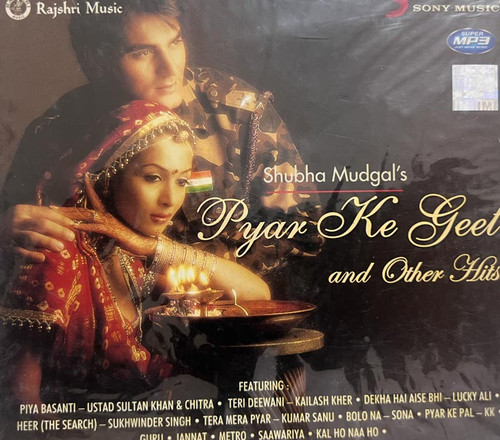 Rajshri Music
SONY MUSIC
SUPER
MP3
Shubha Mudgal's
Pyar Ke Geet
and Other Hits
FEATURING :
PIYA BASANTI – USTAD SULTAN KHAN & CHITRA • TERI DEEWANI – KAILASH KHER • DEKHA HAI AISE BHI – LUCKY ALI •
HEER (THE SEARCH) – SUKHWINDER SINGH • TERA MERA PYAR – KUMAR SANU • BOLO NA – SONA • PYAR KE PAL – KK •
GURU • JANNAT • METRO • SAAWARIYA • KAL HO NAA HO •